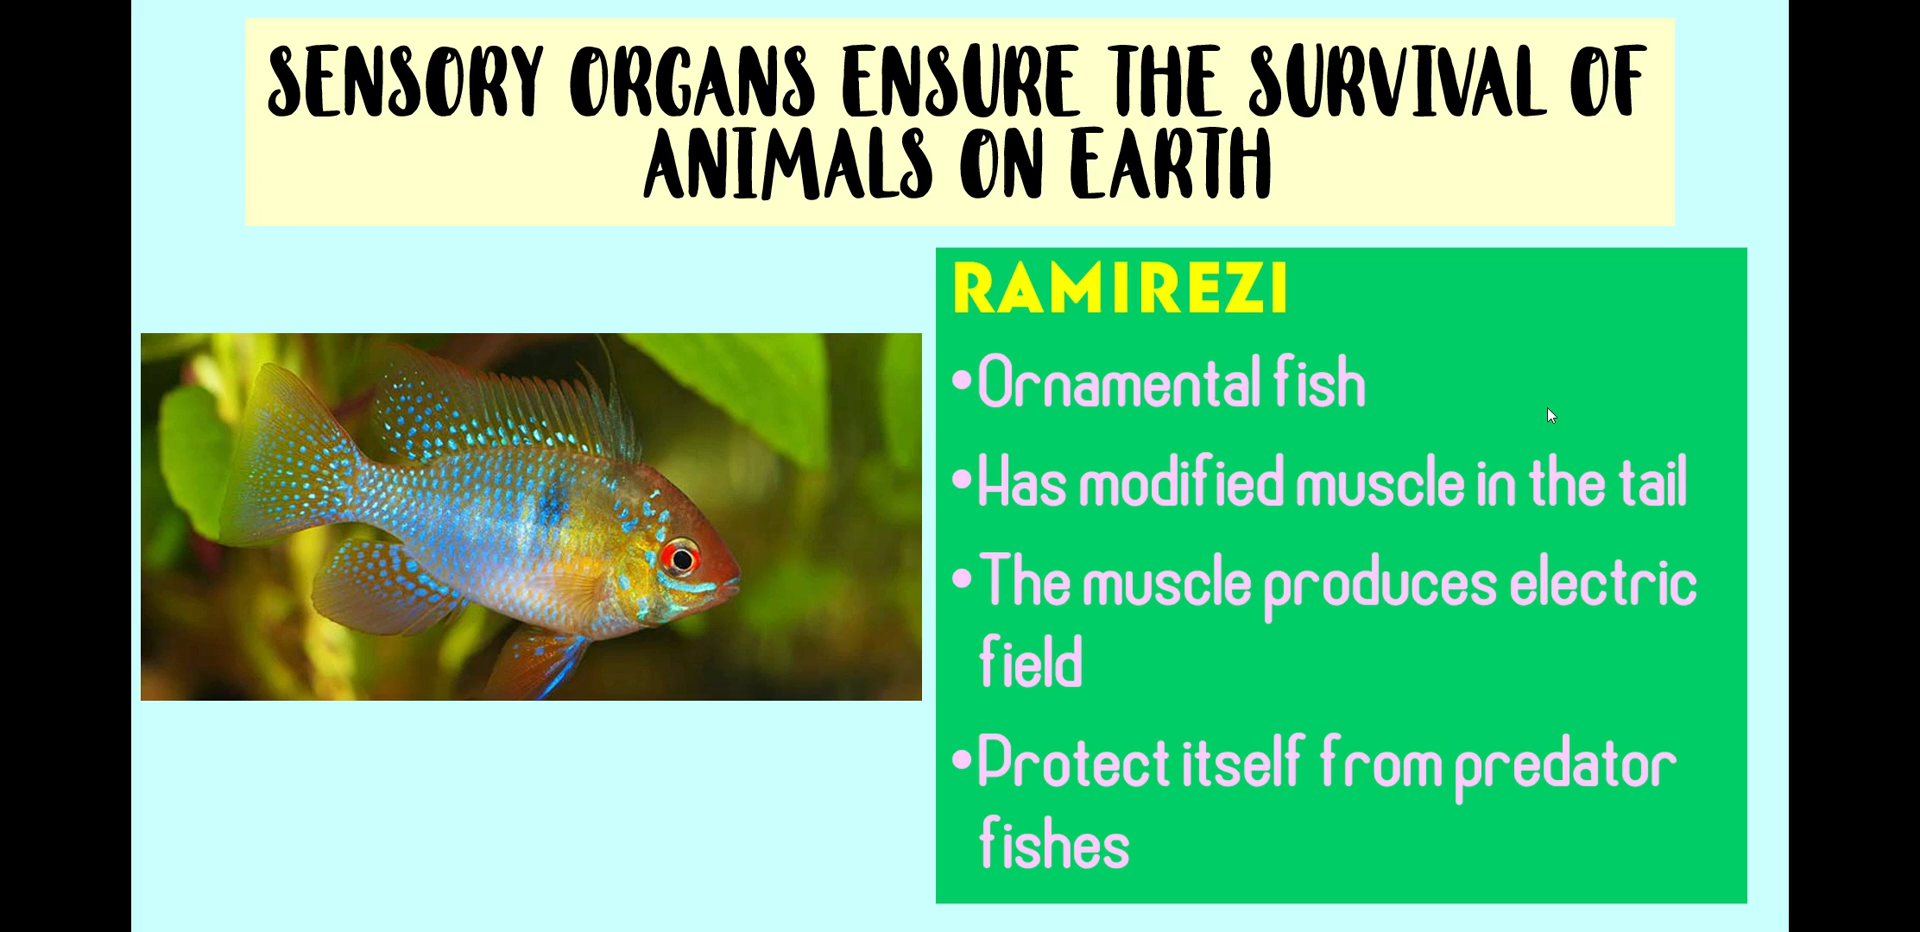 SENSORY ORGANS ENSURE THE SURVIVAL OF
ANIMALS ON EARTH
RAMIREZI
•Ornamental fish
•Has modified muscle in the tail
•The muscle produces electric
field
•Protect itself from predator
fishes